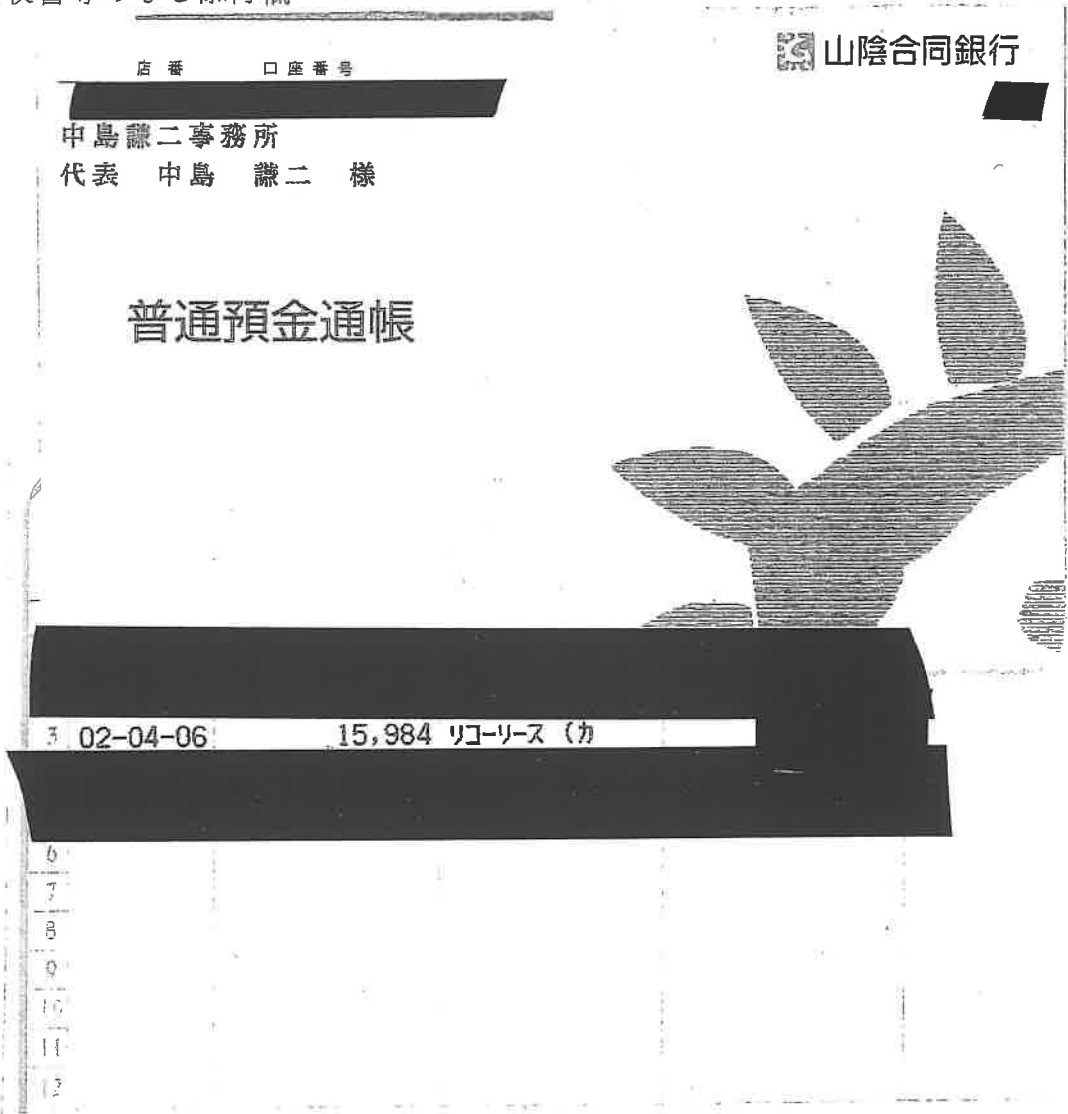 山陰合同銀行
店番 口座番号
中島謙二事務所
代表 中島 謙二 様
普通預金通帳
3 02-04-06 15,984 リコーリース (カ
6
7
8
9
10
11
12